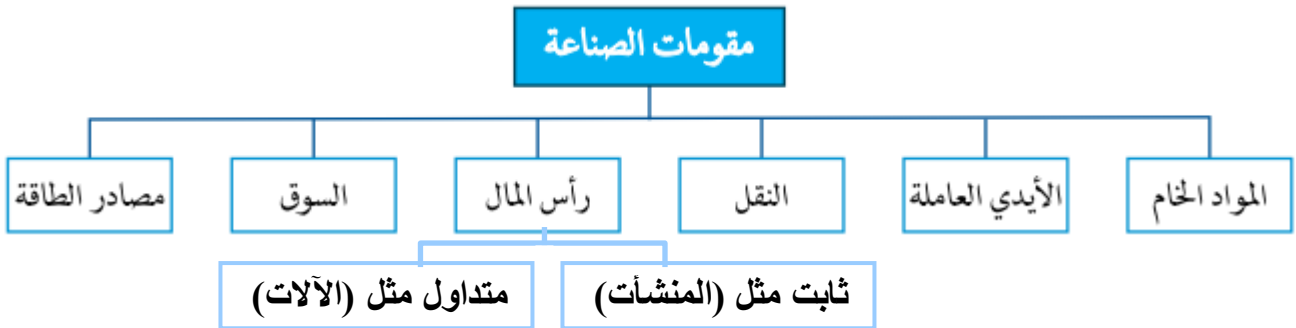 مقومات الصناعة
المواد الخام
الأيدي العاملة
النقل
رأس المال
السوق
مصادر الطاقة
ثابت مثل (المنشأت)
متداول مثل (الآلات)